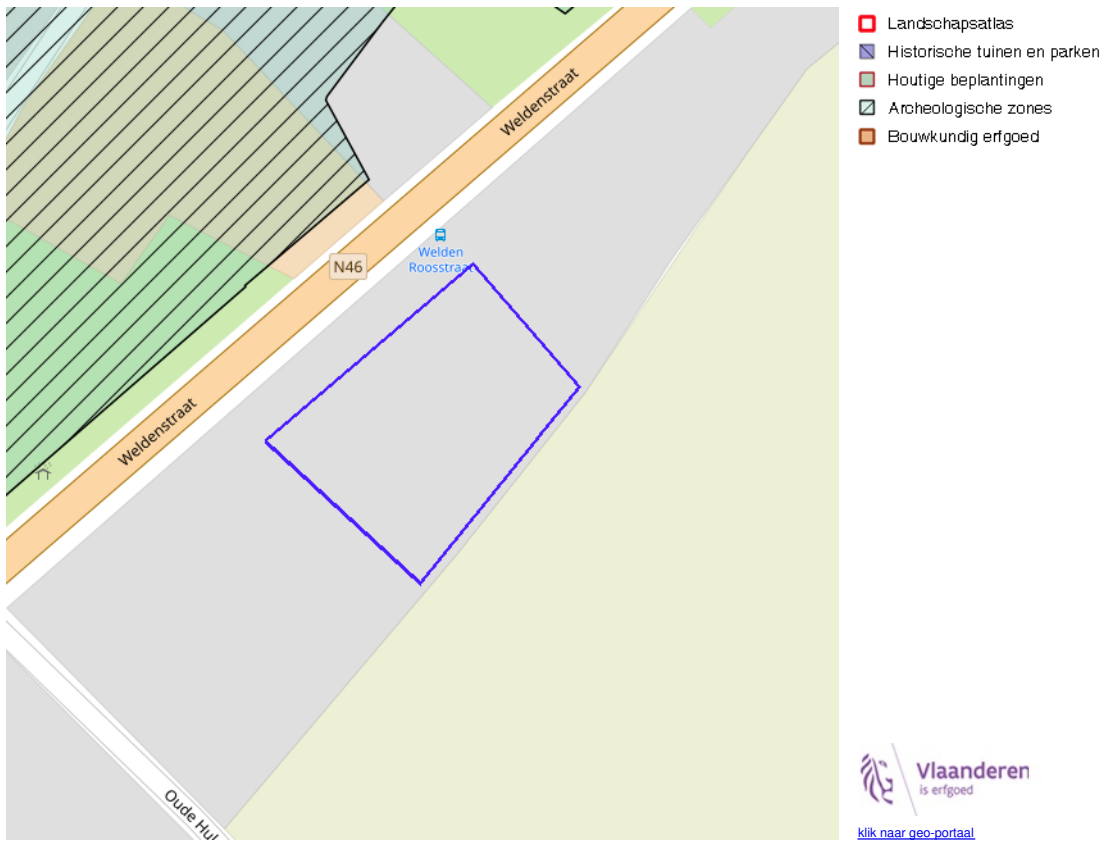 Weldenstraat
Welden
Roosstraat
N46
Weldenstraat
Oude
Landschapsatlas
Historische tuinen en parken
Houtige beplantingen
Archeologische zones
Bouwkundig erfgoed
Vlaanderen
is erfgoed
klik naar geo-portaal